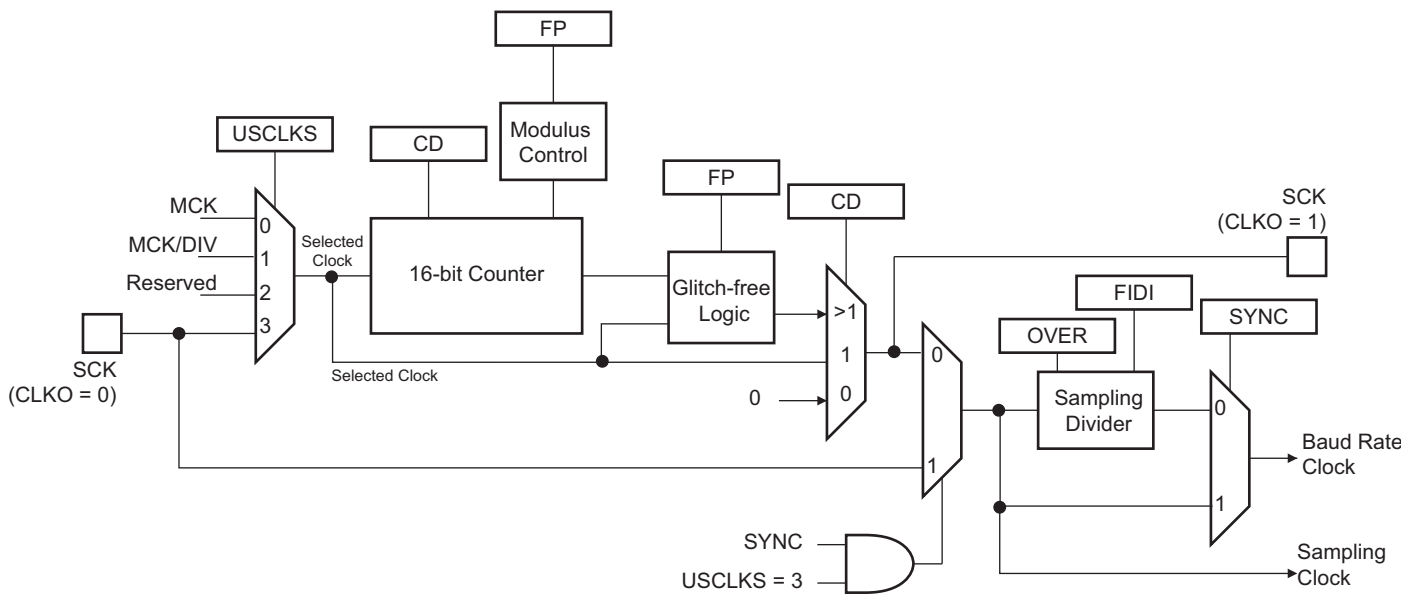 FP
USCLKS
CD
Modulus
Control
FP
CD
SCK
(CLKO = 1)
MCK
0
MCK/DIV
1
Selected
Clock
16-bit Counter
Reserved
2
3
Glitch-free
Logic
>1
FIDI
SYNC
OVER
SCK
(CLKO = 0)
Selected Clock
1
0
0
0
Sampling
Divider
0
Baud Rate
Clock
1
1
SYNC
USCLKS = 3
Sampling
Clock